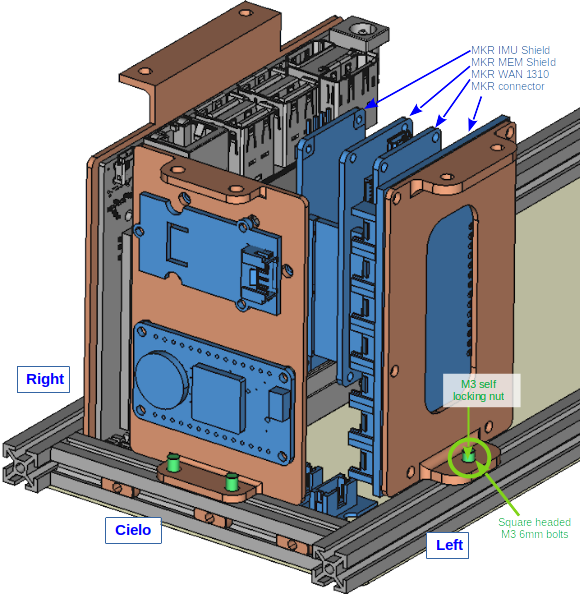 MKR IMU Shield
MKR MEM Shield
MKR WAN 1310
MKR connector
Right
M3 self
locking nut
Cielo
Left
Square headed
M3 6mm bolts